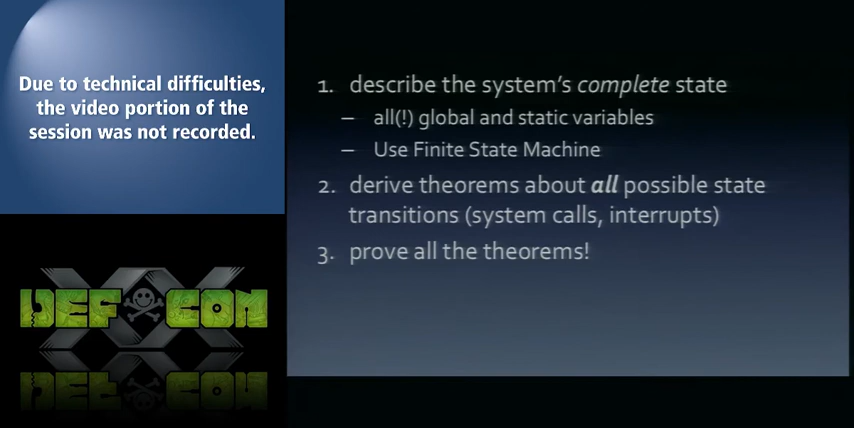 Due to technical difficulties,
the video portion of the
session was not recorded.
XX
DEF CON
1. describe the system's complete state
– all(!) global and static variables
– Use Finite State Machine
2. derive theorems about all possible state
transitions (system calls, interrupts)
3. prove all the theorems!